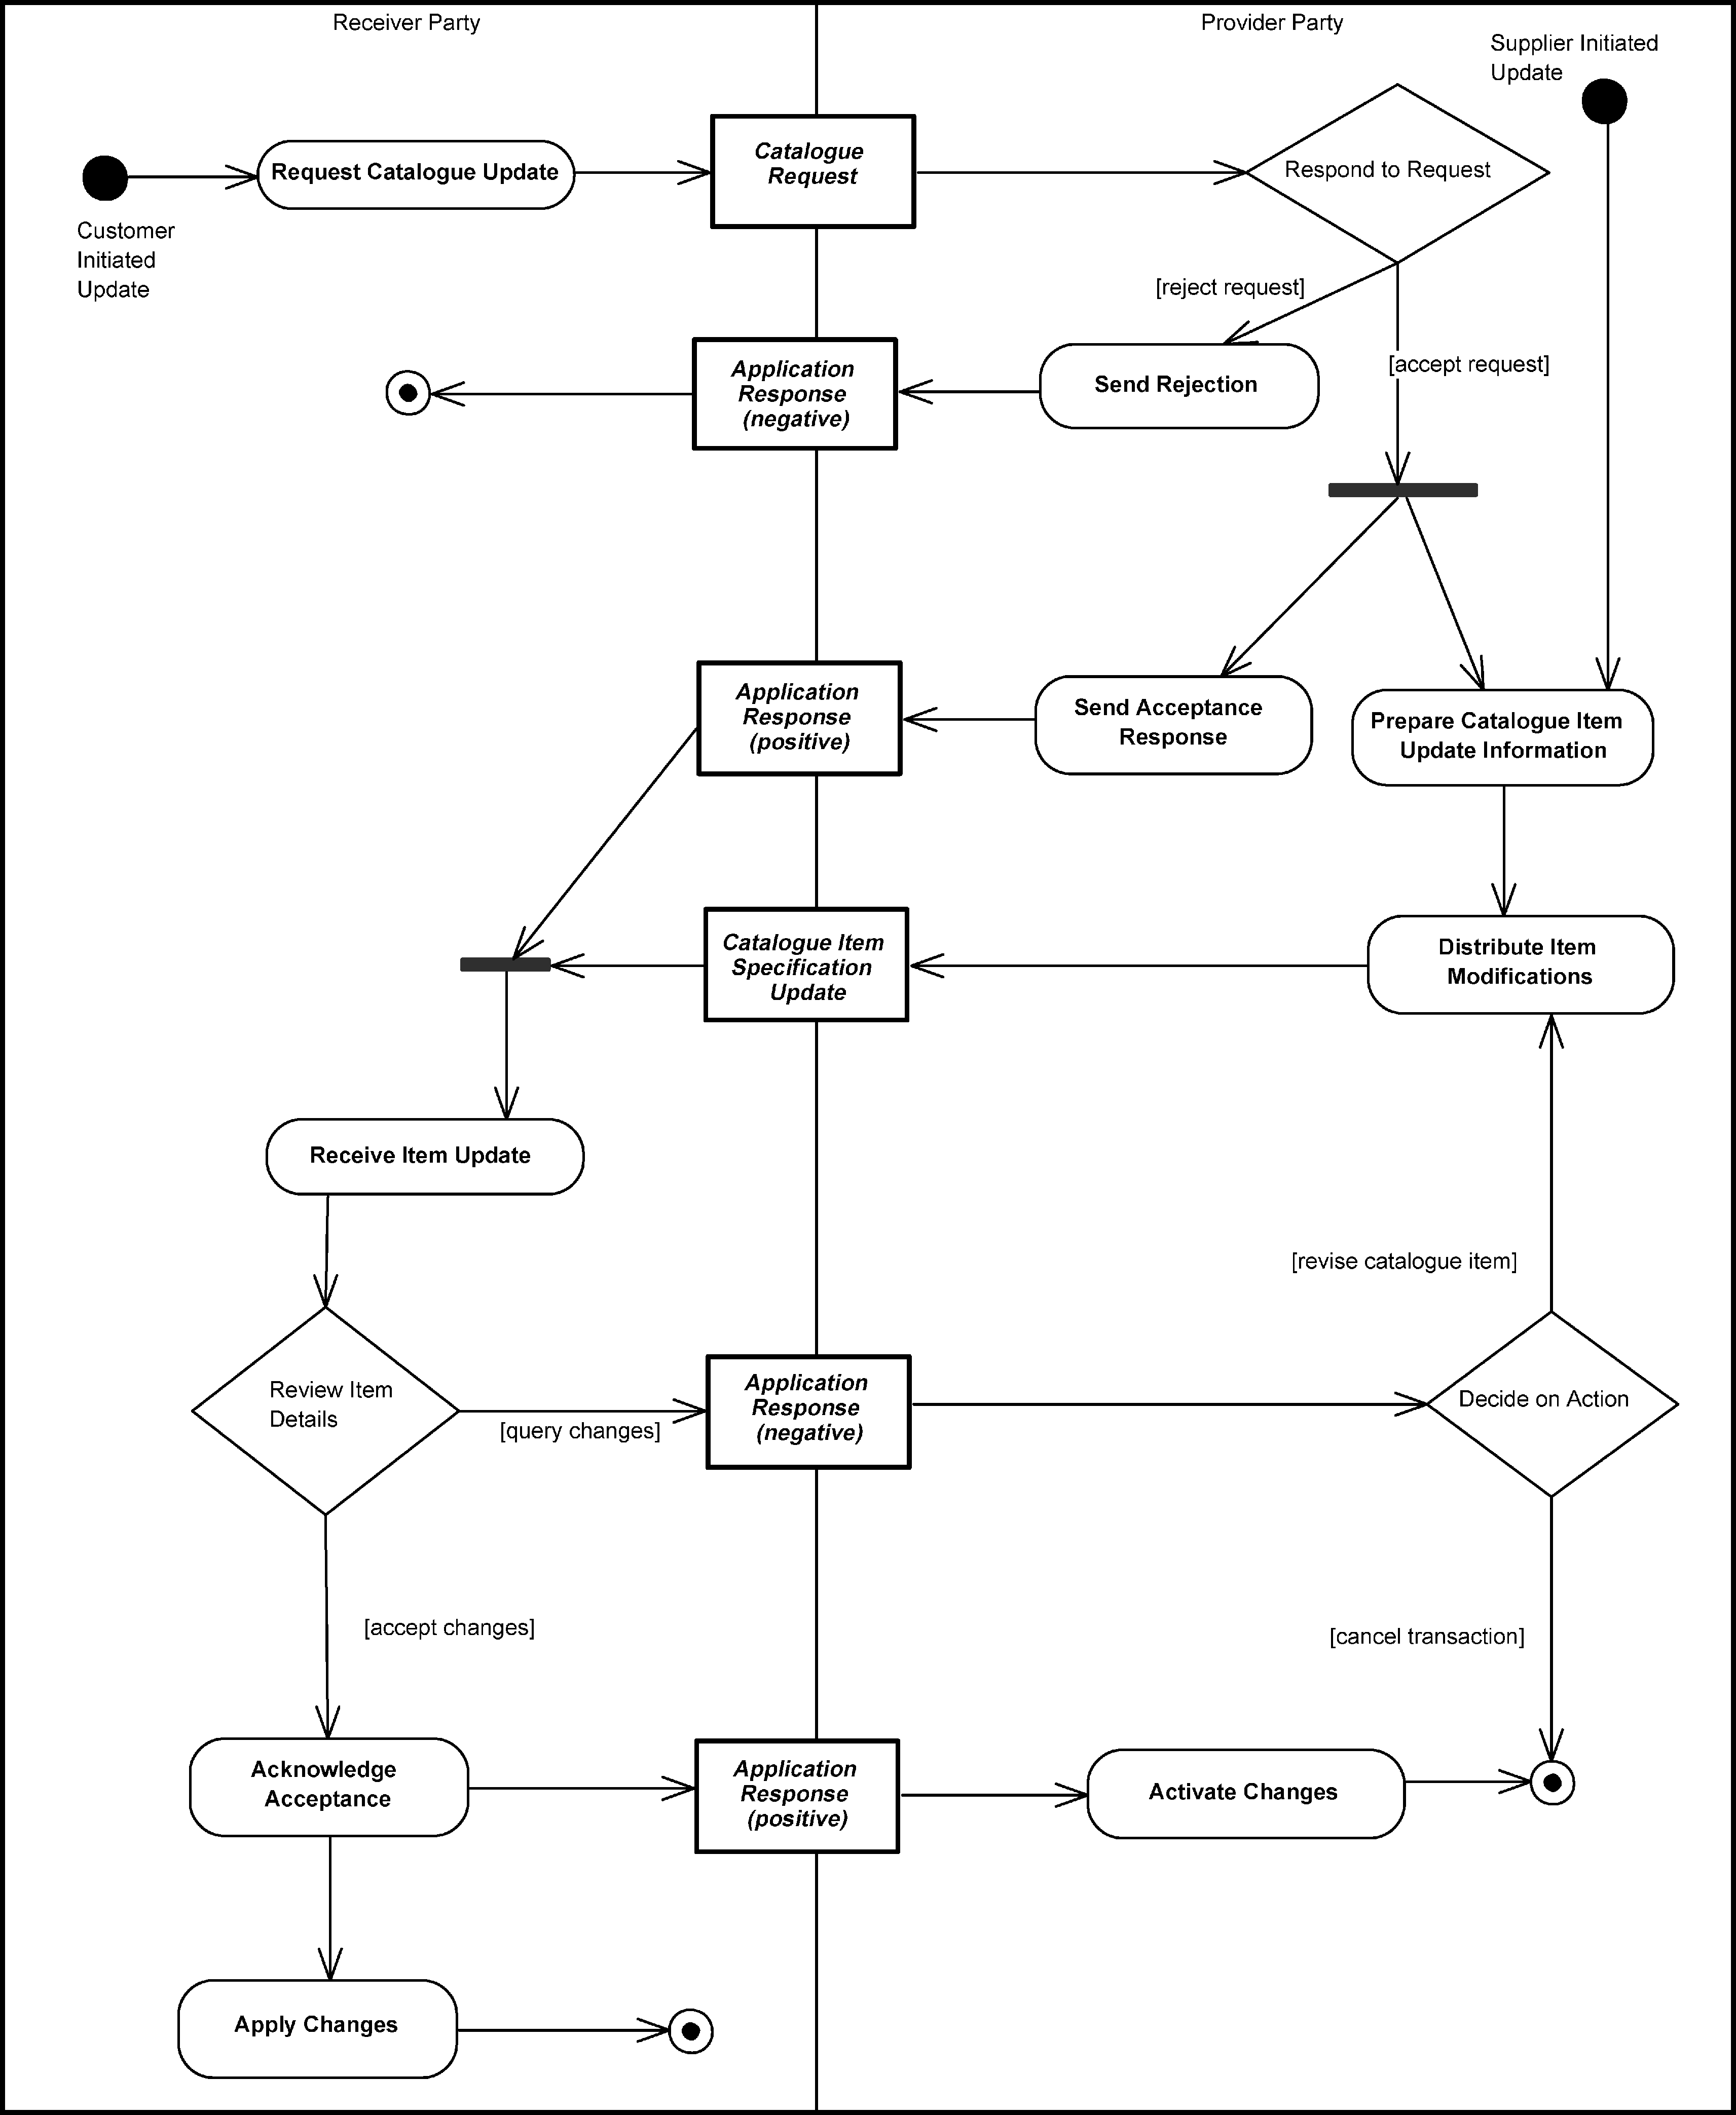 Receiver Party
Provider Party
Supplier Initiated
Update
Customer
Initiated
Update
Request Catalogue Update
Catalogue
Request
Respond to Request
[reject request]
[accept request]
Application
Response
(negative)
Send Rejection
Application
Response
(positive)
Send Acceptance
Response
Prepare Catalogue Item
Update Information
Catalogue Item
Specification
Update
Distribute Item
Modifications
Receive Item Update
[revise catalogue item]
Review Item
Details
[query changes]
Application
Response
(negative)
Decide on Action
[accept changes]
[cancel transaction]
Acknowledge
Acceptance
Application
Response
(positive)
Activate Changes
Apply Changes